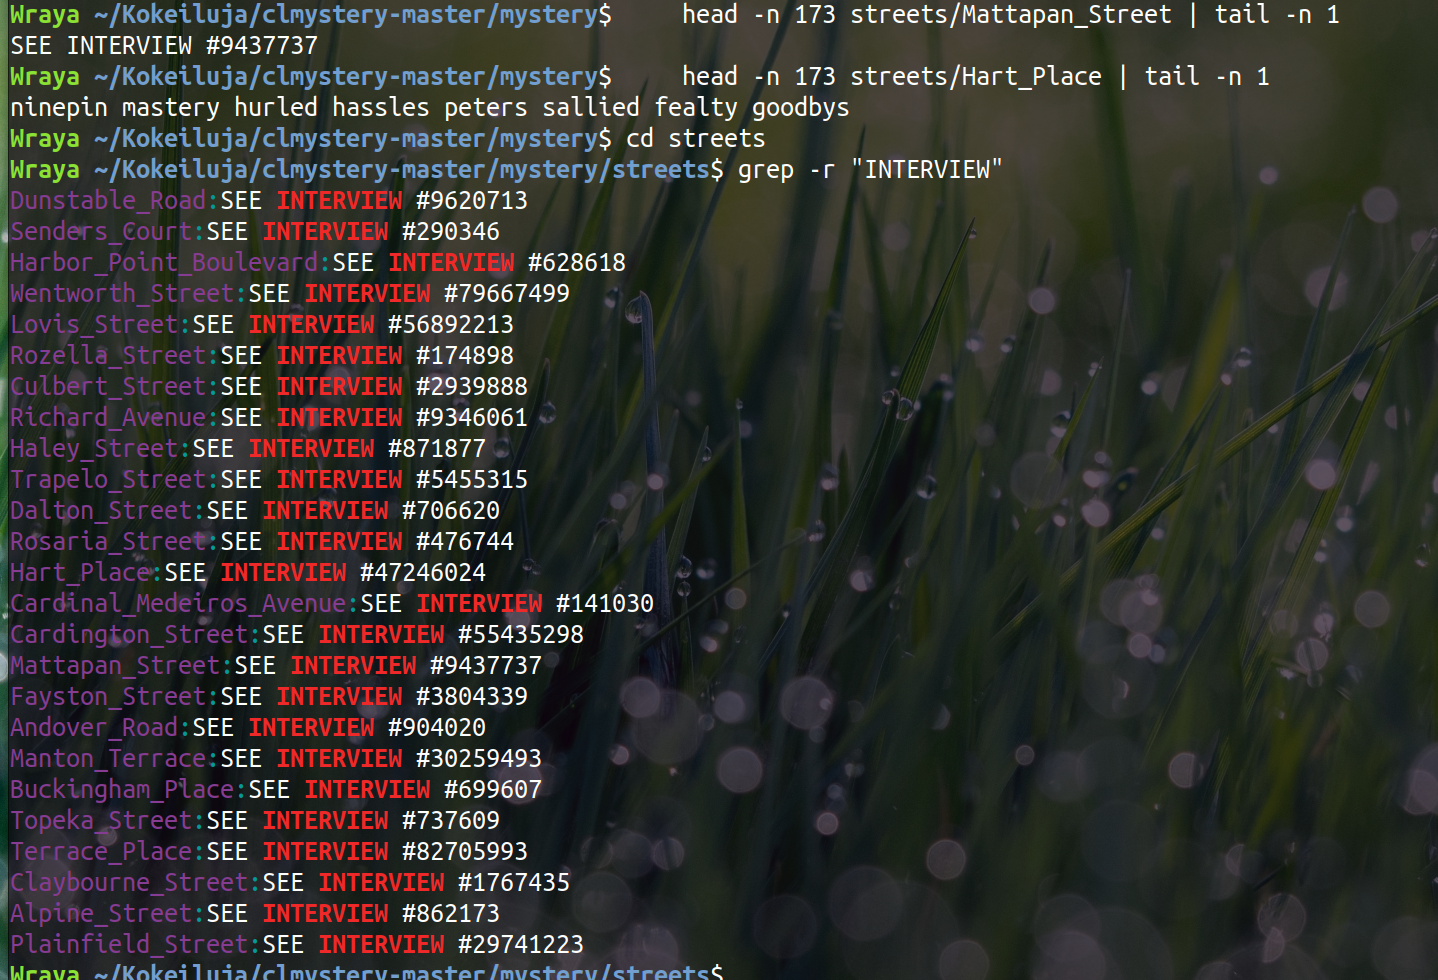 Wraya ~/Kokeiluja/clmystery-master/mystery$     head -n 173 streets/Mattapan_Street | tail -n 1
SEE INTERVIEW #9437737
Wraya ~/Kokeiluja/clmystery-master/mystery$     head -n 173 streets/Hart_Place | tail -n 1
ninepin mastery hurled hassles peters sallied fealty goodbys
Wraya ~/Kokeiluja/clmystery-master/mystery$ cd streets
Wraya ~/Kokeiluja/clmystery-master/mystery/streets$ grep -r "INTERVIEW"
Dunstable_Road:SEE INTERVIEW #9620713
Senders_Court:SEE INTERVIEW #290346
Harbor_Point_Boulevard:SEE INTERVIEW #628618
Wentworth_Street:SEE INTERVIEW #79667499
Lovis_Street:SEE INTERVIEW #56892213
Rozella_Street:SEE INTERVIEW #174898
Culbert_Street:SEE INTERVIEW #2939888
Richard_Avenue:SEE INTERVIEW #9346061
Haley_Street:SEE INTERVIEW #871877
Trapelo_Street:SEE INTERVIEW #5455315
Dalton_Street:SEE INTERVIEW #706620
Rosaria_Street:SEE INTERVIEW #476744
Hart_Place:SEE INTERVIEW #47246024
Cardinal_Medeiros_Avenue:SEE INTERVIEW #141030
Cardington_Street:SEE INTERVIEW #55435298
Mattapan_Street:SEE INTERVIEW #9437737
Fayston_Street:SEE INTERVIEW #3804339
Andover_Road:SEE INTERVIEW #904020
Manton_Terrace:SEE INTERVIEW #30259493
Buckingham_Place:SEE INTERVIEW #699607
Topeka_Street:SEE INTERVIEW #737609
Terrace_Place:SEE INTERVIEW #82705993
Claybourne_Street:SEE INTERVIEW #1767435
Alpine_Street:SEE INTERVIEW #862173
Plainfield_Street:SEE INTERVIEW #29741223
Wraya ~/Kokeiluja/clmystery-master/mystery/streets$